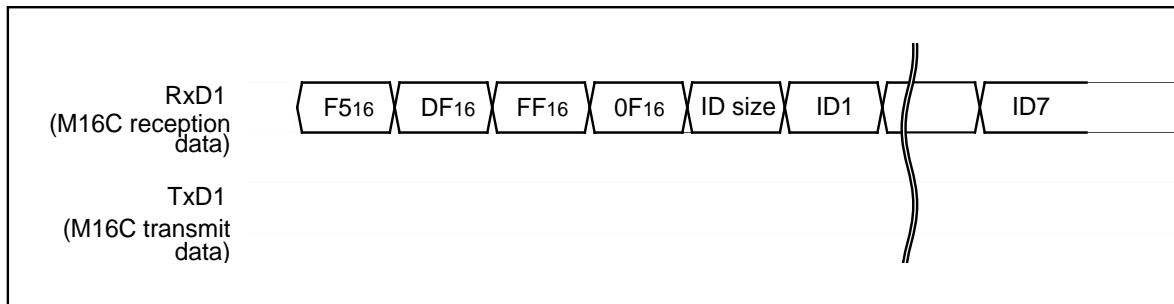 RxD1
(M16C reception
data)
F516 DF16 FF16 0F16 ID size ID1 ID7
TxD1
(M16C transmit
data)